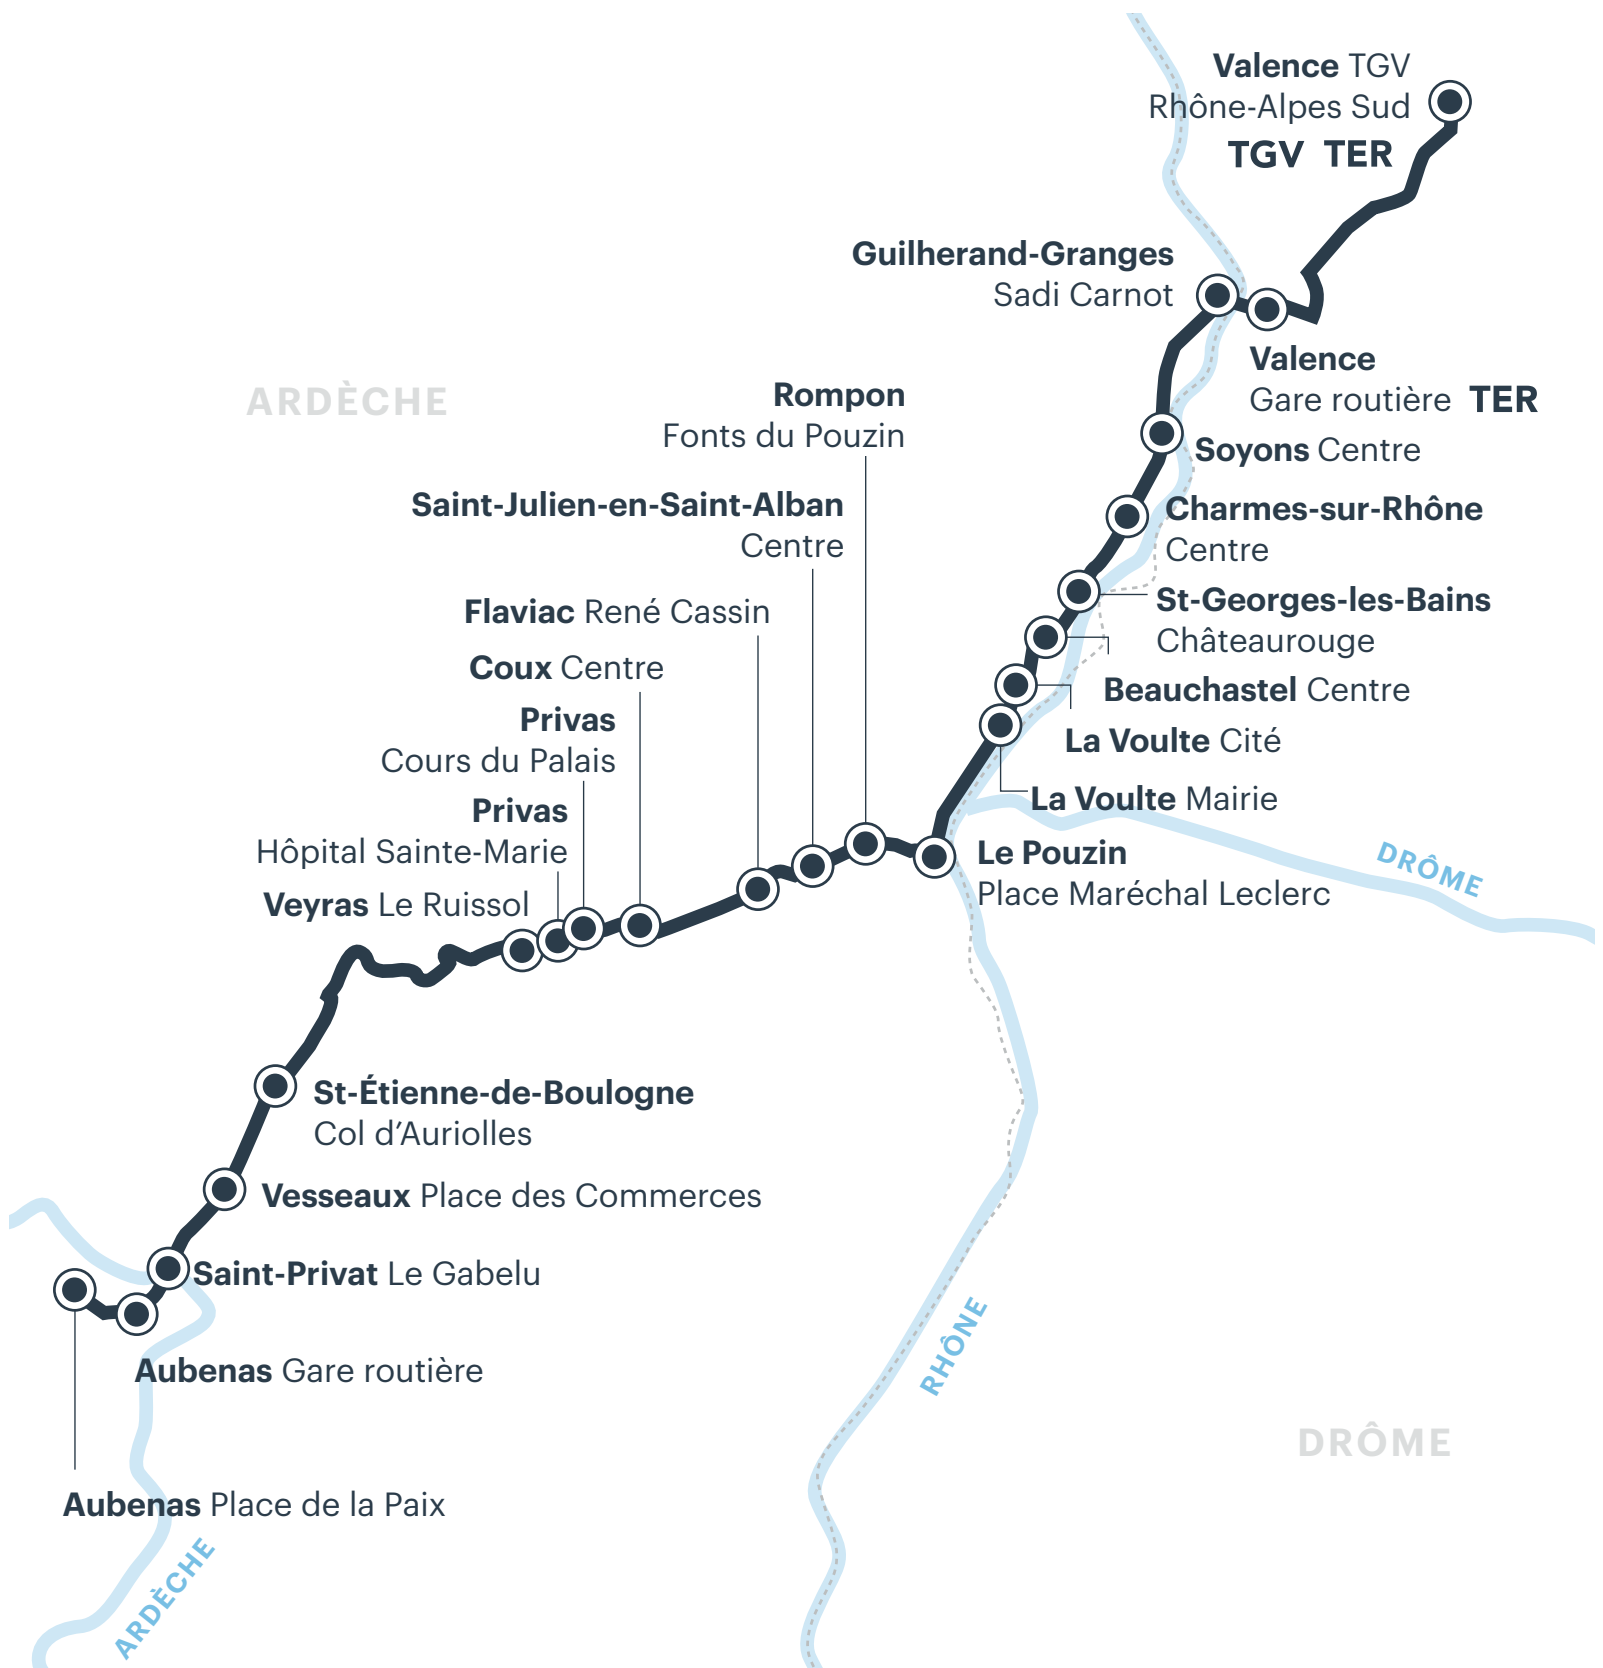 Valence TGV
Rhône-Alpes Sud
TGV TER
Guilherand-Granges
Sadi Carnot
Valence
Gare routière TER
ARDÈCHE
Rompon
Fonts du Pouzin
Soyons Centre
Saint-Julien-en-Saint-Alban
Centre
Charmes-sur-Rhône
Centre
Flaviac René Cassin
St-Georges-les-Bains
Châteaurouge
Coux Centre
Beauchastel Centre
Privas
Cours du Palais
La Voulte Cité
Privas
Hôpital Sainte-Marie
La Voulte Mairie
Le Pouzin
Place Maréchal Leclerc
DRÔME
Veyras Le Ruissol
St-Étienne-de-Boulogne
Col d’Auriolles
Vesseaux Place des Commerces
Saint-Privat Le Gabelu
RHÔNE
Aubenas Gare routière
DRÔME
Aubenas Place de la Paix
ARDÈCHE